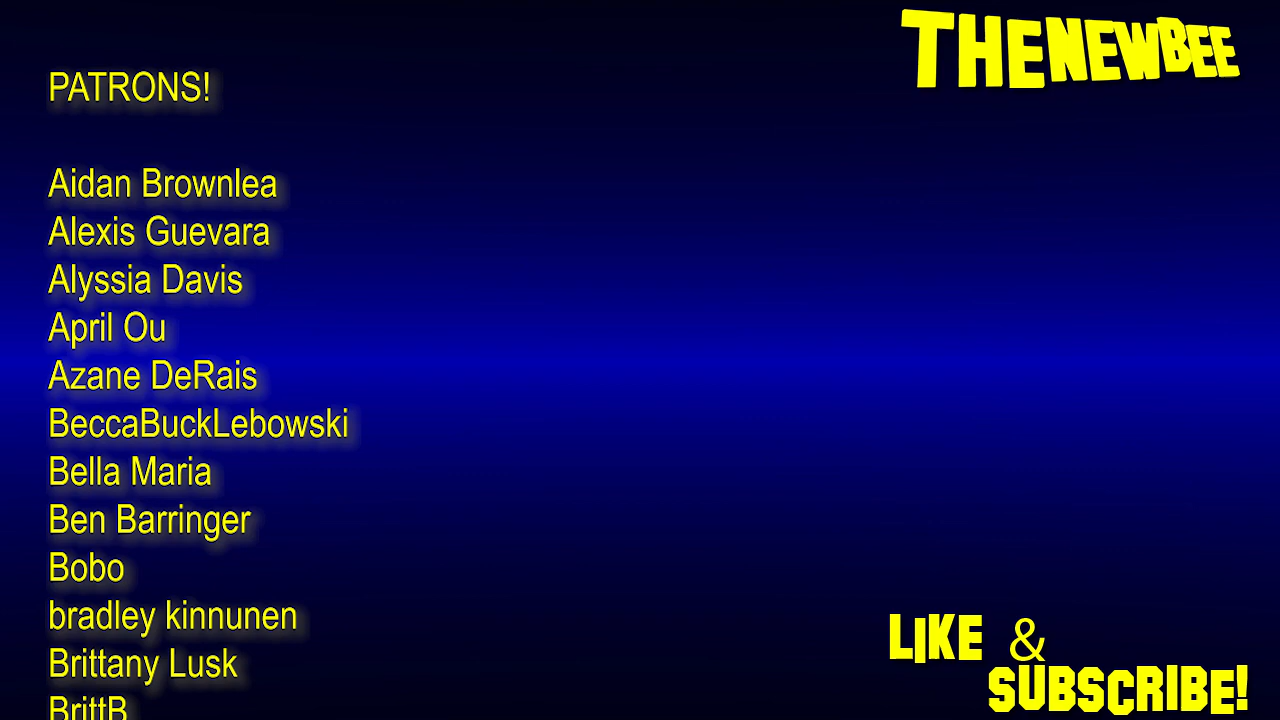 THENEWBEE
PATRONS!
Aidan Brownlea
Alexis Guevara
Alyssia Davis
April Ou
Azane DeRais
BeccaBuckLebowski
Bella Maria
Ben Barringer
Bobo
bradley kinnunen
Brittany Lusk
BrittB
LIKE &
SUBSCRIBE!